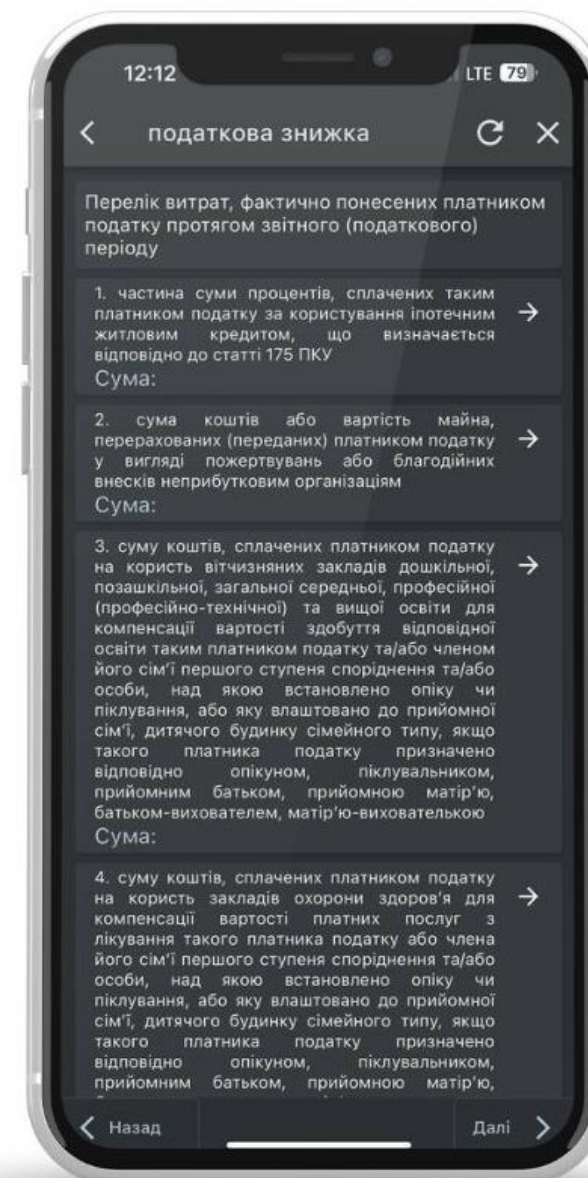 12:12
LTE 79
податкова знижка
Перелік витрат, фактично понесених платником
податку протягом звітного (податкового)
періоду
1. частина суми процентів, сплачених таким
платником податку за користування іпотечним
житловим кредитом, що визначається
відповідно до статті 175 ПКУ
Сума:
2. сума коштів або вартість майна,
перерахованих (переданих) платником податку
у вигляді пожертвувань або благодійних
внесків неприбутковим організаціям
Сума:
3. суму коштів, сплачених платником податку
на користь вітчизняних закладів дошкільної,
позашкільної, загальної середньої, професійної
(професійно-технічної) та вищої освіти для
компенсації вартості здобуття відповідної
освіти таким платником податку та/або членом
його сім’ї першого ступеня споріднення та/або
особи, над якою встановлено опіку чи
піклування, або яку влаштовано до прийомної
сім’ї, дитячого будинку сімейного типу, якщо
такого платника податку призначено
відповідно опікуном, піклувальником,
прийомним батьком, прийомною матір’ю,
батьком-вихователем, матір’ю-вихователькою
Сума:
4. суму коштів, сплачених платником податку
на користь закладів охорони здоров'я для
компенсації вартості платних послуг з
лікування такого платника податку або члена
його сім’ї першого ступеня споріднення та/або
особи, над якою встановлено опіку чи
піклування, або яку влаштовано до прийомної
сім’ї, дитячого будинку сімейного типу, якщо
такого платника податку призначено
відповідно опікуном, піклувальником,
прийомним батьком, прийомною матір’ю,
Назад
Далі